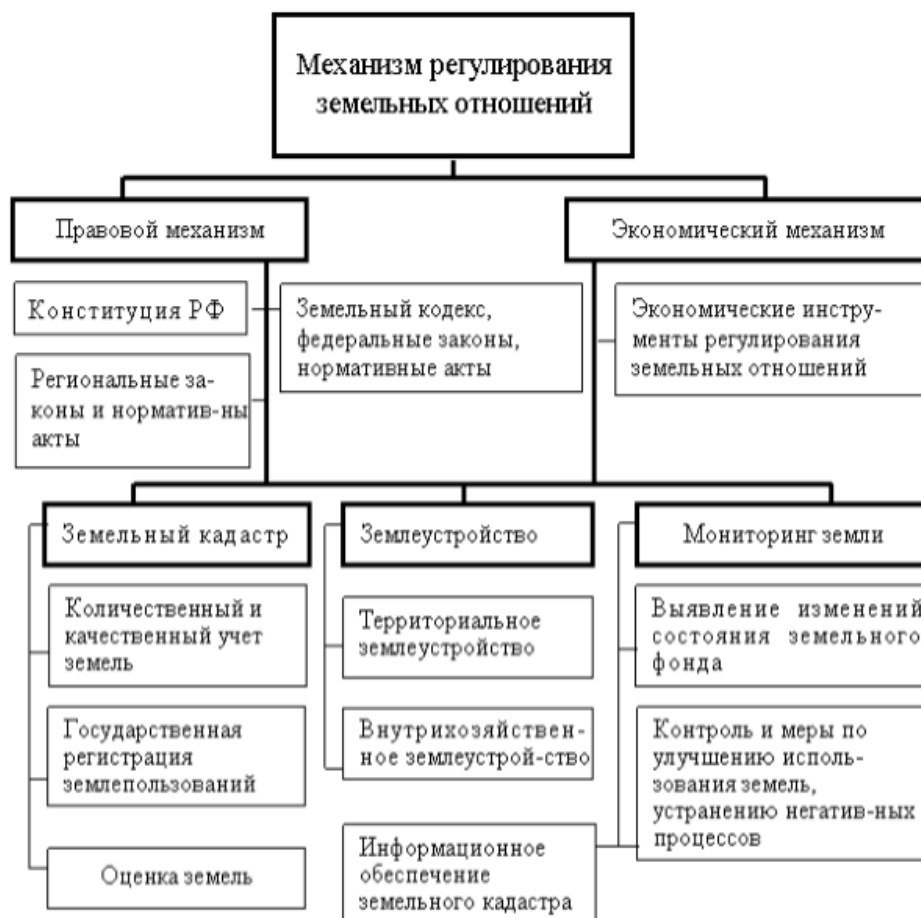 Механизм регулирования
земельных отношений
Правовой механизм
Экономический механизм
Конституция РФ
Земельный кодекс,
федеральные законы,
нормативные акты
Экономические инстру-
менты регулирования
земельных отношений
Региональные за-
коны и норматив-ны
акты
Земельный кадастр
Землеустройство
Мониторинг земли
Количественный и
качественный учет
земель
Территориальное
землеустройство
Выявление изменений
состояния земельного
фонда
Государственная
регистрация
землепользований
Внутрихозяйствен-
ное землеустрой-ство
Контроль и меры по
улучшению исполь-
зования земель,
устранению негатив-ных
процессов
Оценка земель
Информационное
обеспечение
земельного кадастра